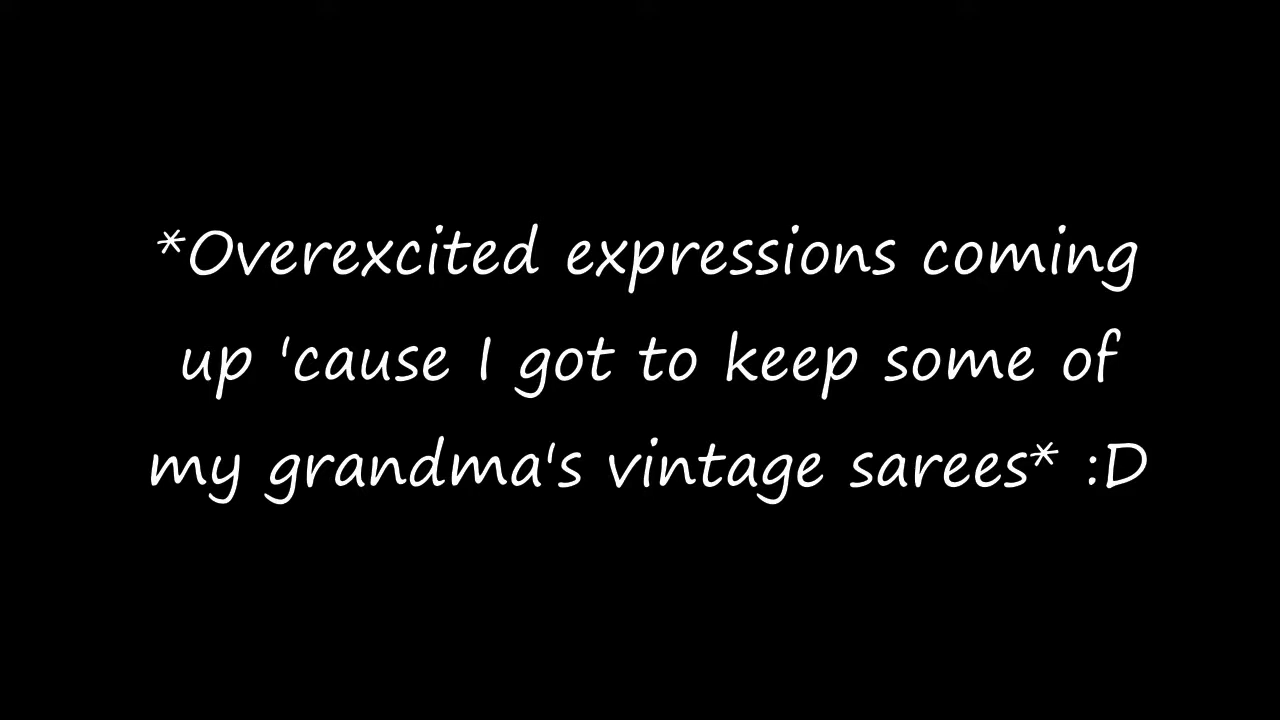 *Overexcited expressions coming
up 'cause I got to keep some of
my grandma's vintage sarees* :D